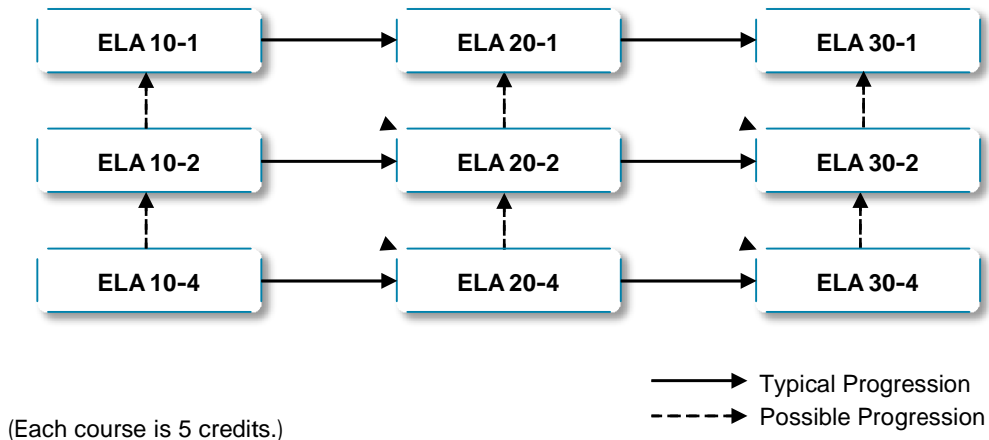 ELA 10-1 ELA 20-1 ELA 30-1
ELA 10-2 ELA 20-2 ELA 30-2
ELA 10-4 ELA 20-4 ELA 30-4
Typical Progression
Possible Progression
(Each course is 5 credits.)